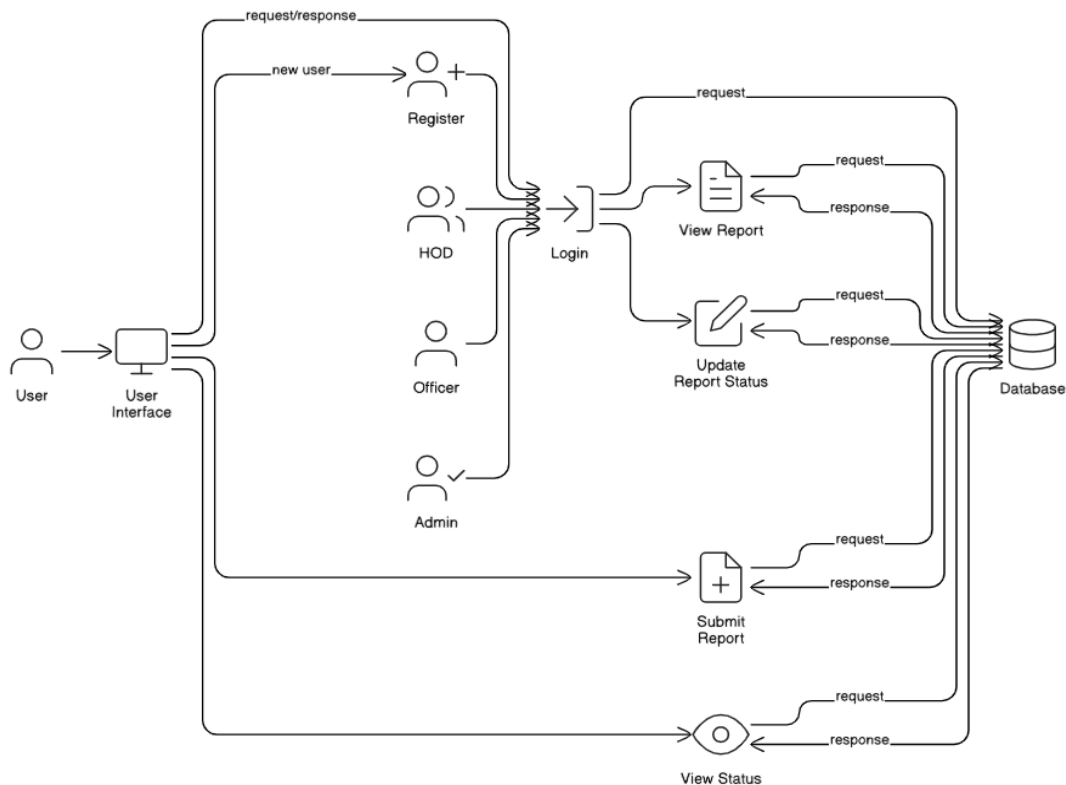 request/response
new user
Register
request
request
View Report
response
HOD
Login
request
User
User
Interface
Officer
Update
Report Status
response
Database
Admin
request
response
Submit
Report
request
response
View Status